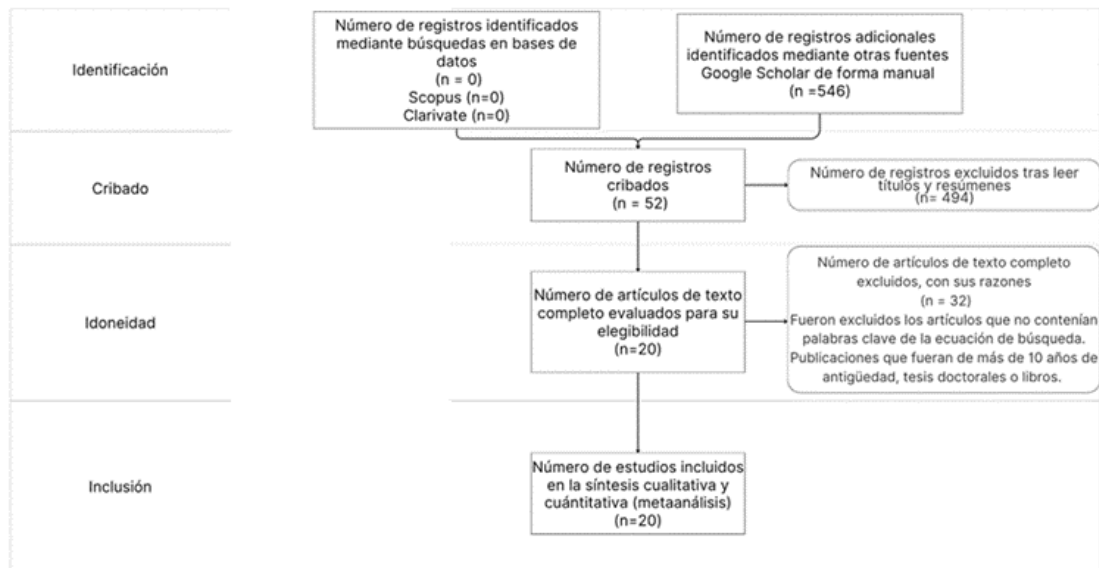 Identificación
Número de registros identificados
mediante búsquedas en bases de
datos
(n = 0)
Scopus (n=0)
Clarivate (n=0)
Número de registros adicionales
identificados mediante otras fuentes
Google Scholar de forma manual
(n =546)
Cribado
Número de registros
cribados
(n = 52)
Número de registros excluidos tras leer
títulos y resúmenes
(n= 494)
Idoneidad
Número de artículos de texto
completo evaluados para su
elegibilidad
(n=20)
Número de artículos de texto completo
excluidos, con sus razones
(n = 32)
Fueron excluidos los artículos que no contenían
palabras clave de la ecuación de búsqueda.
Publicaciones que fueran de más de 10 años de
antigüedad, tesis doctorales o libros.
Inclusión
Número de estudios incluidos
en la síntesis cualitativa y
cuántitativa (metaanálisis)
(n=20)